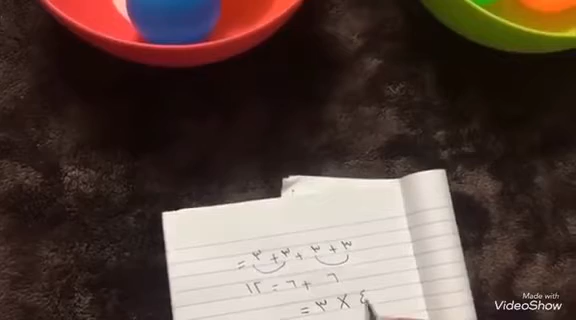 ٣ + ٣ + ٣ + ٣ =
٦ + ٦ = ١٢
٤ × ٣ =
Made with
VideoShow